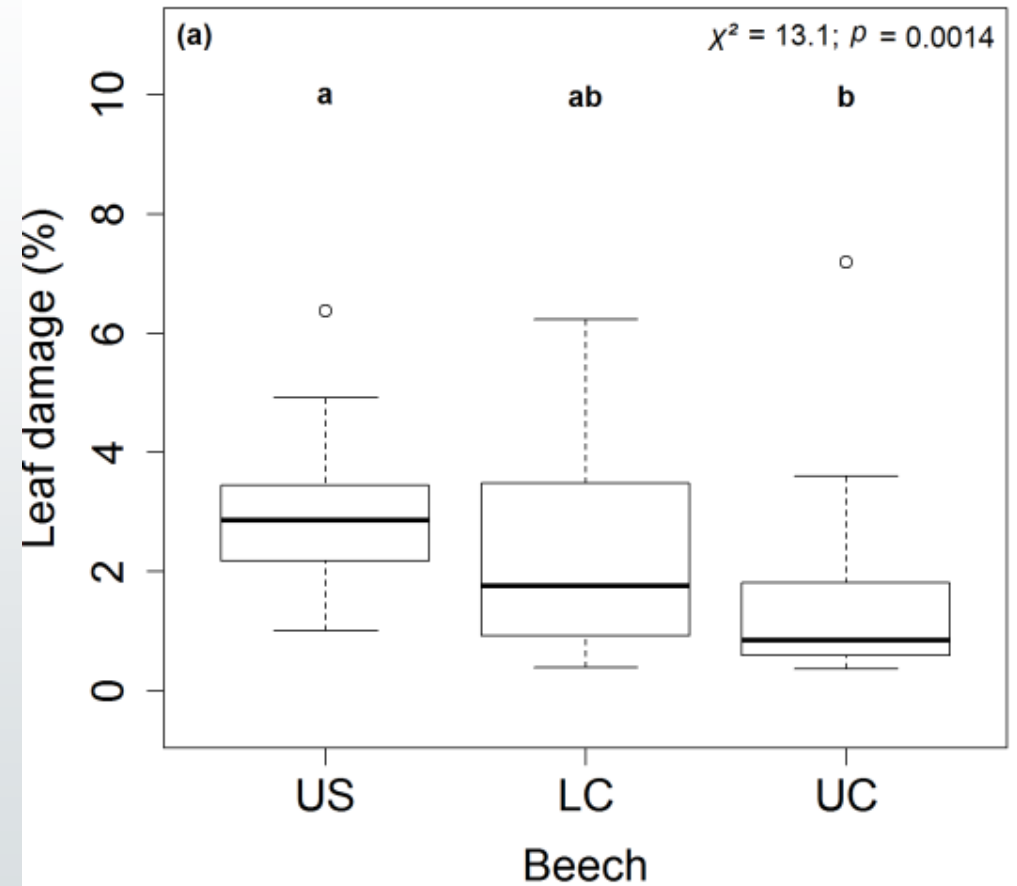 (a)
χ² = 13.1; p = 0.0014
a ab b
10
8
6
4
2
0
Leaf damage (%)
US LC UC
Beech